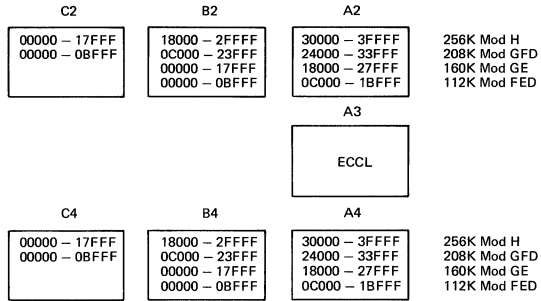 C2 B2 A2
00000 – 17FFF 18000 – 2FFFF 30000 – 3FFFF 256K Mod H
00000 – 0BFFF 0C000 – 23FFF 24000 – 33FFF 208K Mod GFD
00000 – 17FFF 18000 – 27FFF 160K Mod GE
00000 – 0BFFF 0C000 – 1BFFF 112K Mod FED
A3
ECCL
C4 B4 A4
00000 – 17FFF 18000 – 2FFFF 30000 – 3FFFF 256K Mod H
00000 – 0BFFF 0C000 – 23FFF 24000 – 33FFF 208K Mod GFD
00000 – 17FFF 18000 – 27FFF 160K Mod GE
00000 – 0BFFF 0C000 – 1BFFF 112K Mod FED